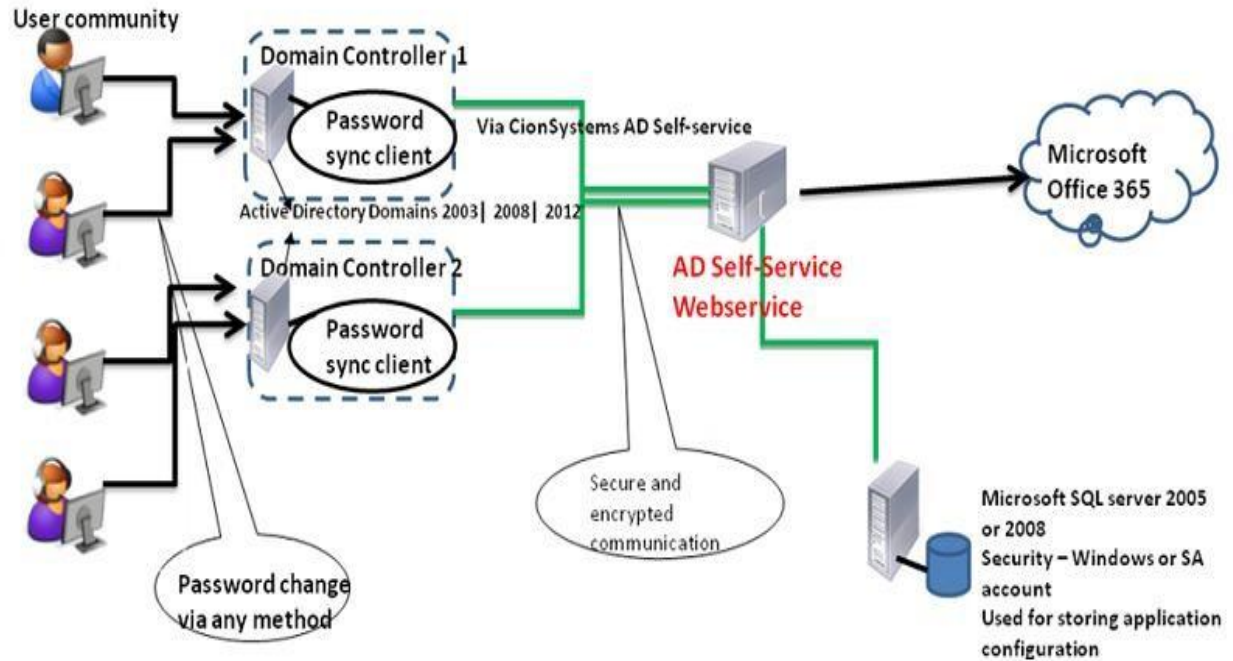 User community
Domain Controller 1
Password
sync client
Via CionSystems AD Self-service
Microsoft
Office 365
Active Directory Domains 2003| 2008| 2012
Domain Controller 2
Password
sync client
AD Self-Service
Webservice
Secure and
encrypted
communication
Password change
via any method
Microsoft SQL server 2005
or 2008
Security – Windows or SA
account
Used for storing application
configuration